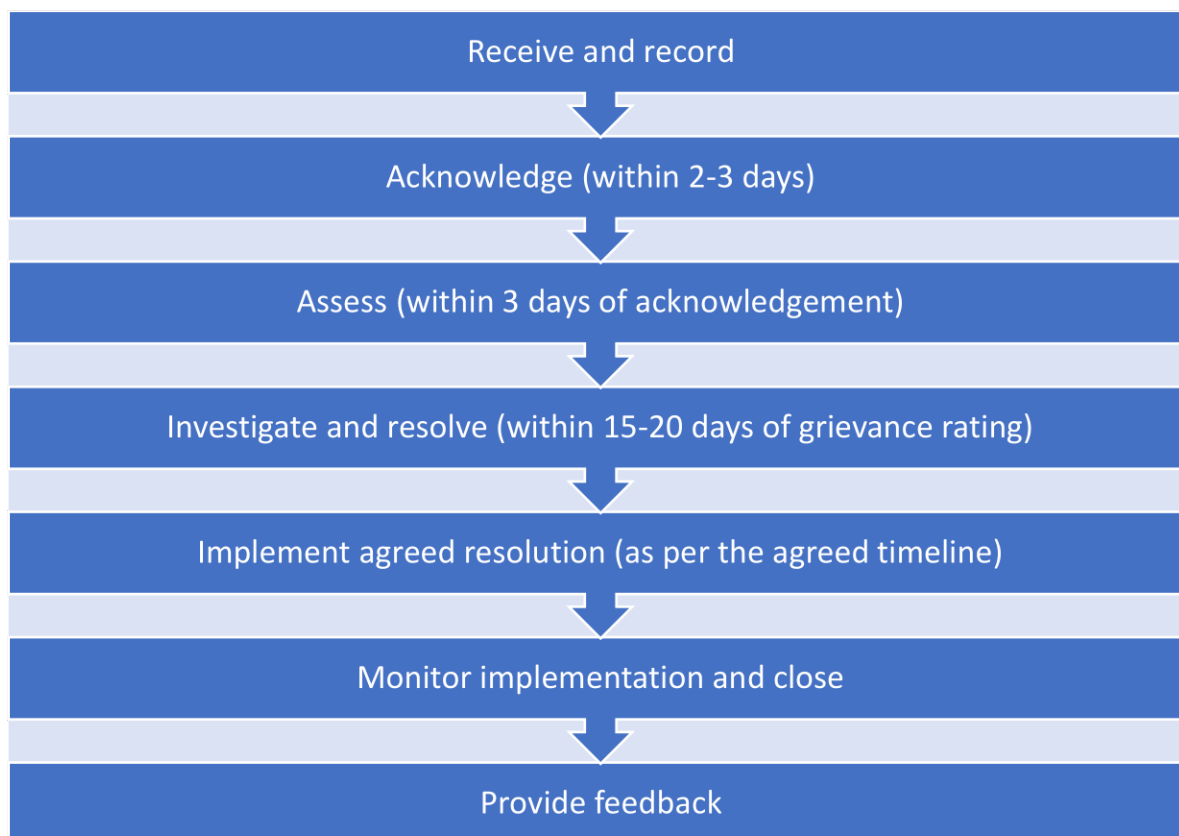 Receive and record
Acknowledge (within 2-3 days)
Assess (within 3 days of acknowledgement)
Investigate and resolve (within 15-20 days of grievance rating)
Implement agreed resolution (as per the agreed timeline)
Monitor implementation and close
Provide feedback